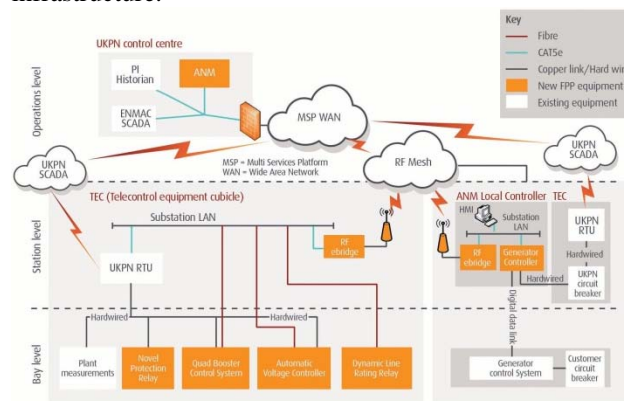 infrastructure.
Key
Fibre
CAT5e
Copper link/Hard wir
New FPP equipment
Existing equipment
Operations level
UKPN control centre
PI
Historian
ANM
ENMAC
SCADA
MSP WAN
UKPN
SCADA
MSP = Multi Services Platform
WAN = Wide Area Network
RF Mesh
UKPN
SCADA
Station level
TEC (Telecontrol equipment cubicle)
Substation LAN
UKPN RTU
RF
ebridge
ANM Local Controller
TEC
HMI
Substation
LAN
RF
ebridge
Generator
Controller
UKPN
RTU
Hardwired
UKPN
circuit
breaker
Hardwired
Digital data link
Bay level
Hardwired
Hardwired
Plant
measurements
Novel
Protection
Relay
Quad Booster
Control System
Automatic
Voltage Controller
Dynamic Line
Rating Relay
Generator
control System
Customer
circuit
breaker